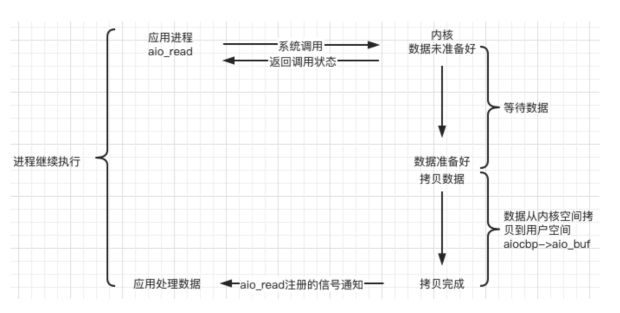 应用进程
aio_read
系统调用
返回调用状态
内核
数据未准备好
等待数据
进程继续执行
数据准备好
拷贝数据
数据从内核空间拷
贝到用户空间
aiocbp->aio_buf
应用处理数据
aio_read注册的信号通知
拷贝完成